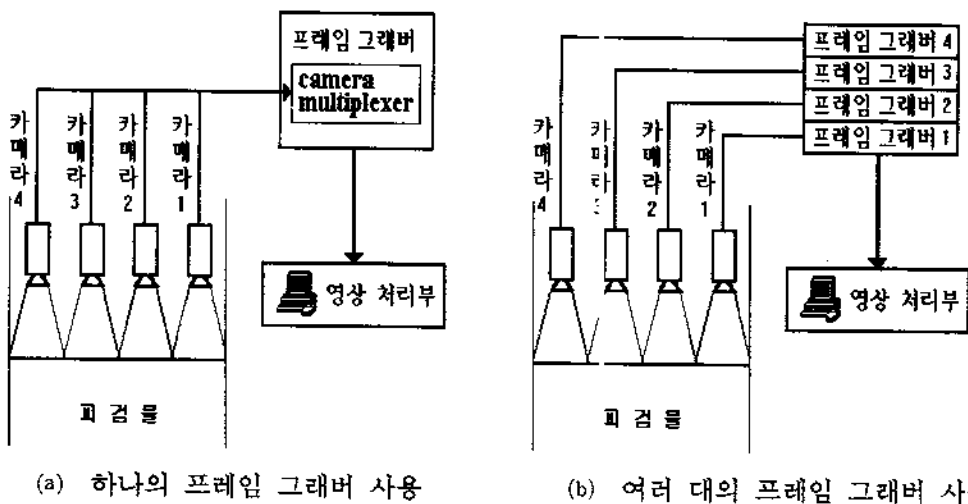 프레임 그래버
camera
multiplexer
카메라 4
카메라 3
카메라 2
카메라 1
영상 처리부
피 검 물
(a) 하나의 프레임 그래버 사용
프레임 그래버 4
프레임 그래버 3
프레임 그래버 2
프레임 그래버 1
카메라 4
카메라 3
카메라 2
카메라 1
영상 처리부
피 검 물
(b) 여러 대의 프레임 그래버 사